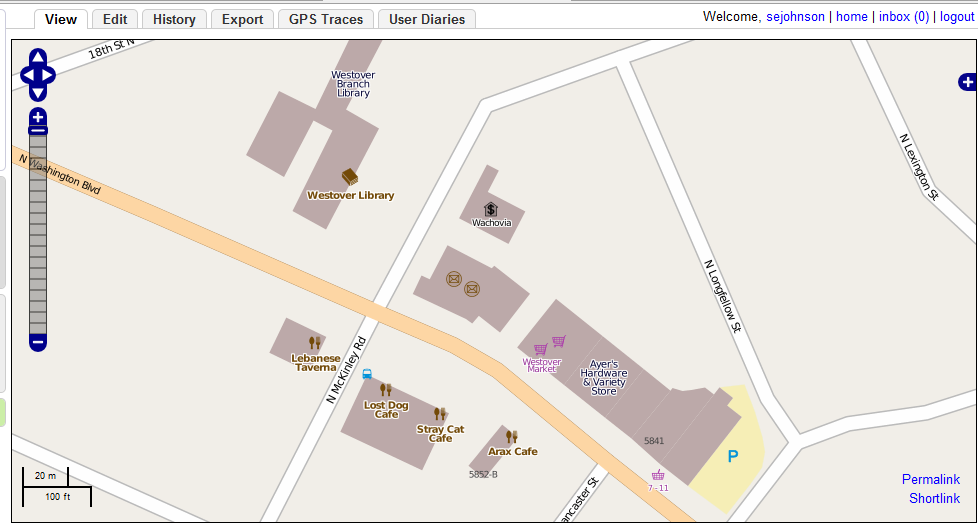 View
Edit
History
Export
GPS Traces
User Diaries
Welcome, sejohnson | home | inbox (0) | logout
18th St N
Westover
Branch
Library
N Washington Blvd
Westover Library
$
Wachovia
N Lexington St
N Longfellow St
N McKinley Rd
Lebanese
Taverna
Westover
Market
Ayer's
Hardware
& Variety
Store
Lost Dog
Cafe
Stray Cat
Cafe
Arax Cafe
5841
5852-B
P
7-11
ancaster St
20 m
100 ft
Permalink
Shortlink